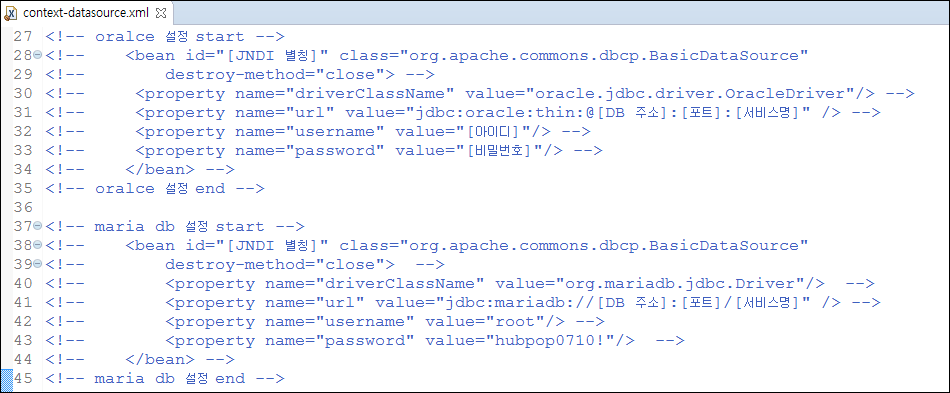 context-datasource.xml
27 <!-- oralce 설정 start -->
28 <!--    <bean id="[JNDI 별칭]" class="org.apache.commons.dbcp.BasicDataSource"
29 <!--        destroy-method="close"> -->
30 <!--     <property name="driverClassName" value="oracle.jdbc.driver.OracleDriver"/> -->
31 <!--     <property name="url" value="jdbc:oracle:thin:@[DB 주소]:[포트]:[서비스명]" /> -->
32 <!--     <property name="username" value="[아이디]"/> -->
33 <!--     <property name="password" value="[비밀번호]"/> -->
34 <!--    </bean> -->
35 <!-- oralce 설정 end -->
36
37 <!-- maria db 설정 start -->
38 <!--    <bean id="[JNDI 별칭]" class="org.apache.commons.dbcp.BasicDataSource"
39 <!--        destroy-method="close">  -->
40 <!--        <property name="driverClassName" value="org.mariadb.jdbc.Driver"/>  -->
41 <!--        <property name="url" value="jdbc:mariadb://[DB 주소]:[포트]/[서비스명]" /> -->
42 <!--        <property name="username" value="root"/> -->
43 <!--        <property name="password" value="hubpop0710!"/>  -->
44 <!--    </bean> -->
45 <!-- maria db 설정 end -->